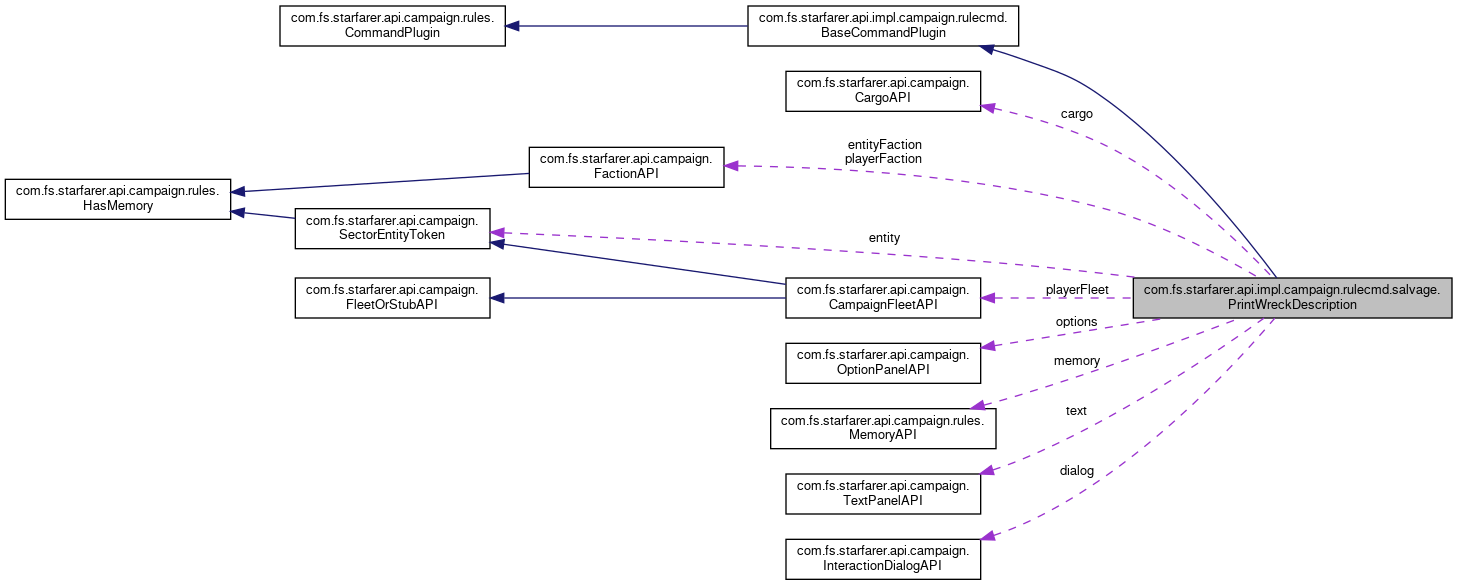 com.fs.starfarer.api.campaign.rules.
CommandPlugin
com.fs.starfarer.api.impl.campaign.rulecmd.
BaseCommandPlugin
com.fs.starfarer.api.campaign.
CargoAPI
cargo
entityFaction
playerFaction
com.fs.starfarer.api.campaign.
FactionAPI
com.fs.starfarer.api.campaign.rules.
HasMemory
com.fs.starfarer.api.campaign.
SectorEntityToken
entity
com.fs.starfarer.api.campaign.
FleetOrStubAPI
com.fs.starfarer.api.campaign.
CampaignFleetAPI
playerFleet
com.fs.starfarer.api.impl.campaign.rulecmd.salvage.
PrintWreckDescription
options
com.fs.starfarer.api.campaign.
OptionPanelAPI
memory
com.fs.starfarer.api.campaign.rules.
MemoryAPI
text
com.fs.starfarer.api.campaign.
TextPanelAPI
dialog
com.fs.starfarer.api.campaign.
InteractionDialogAPI